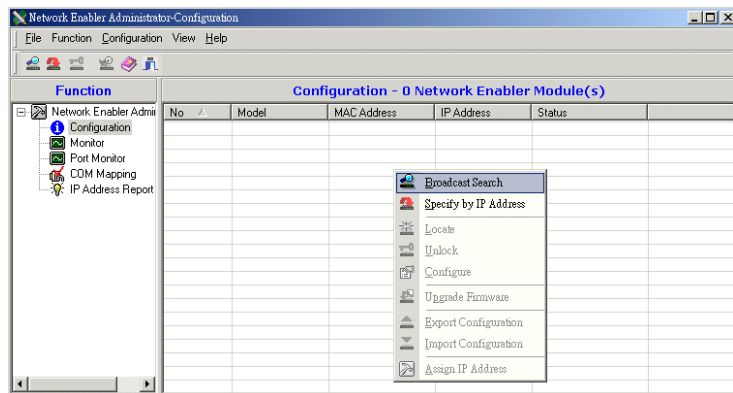 Network Enabler Administrator-Configuration
File Function Configuration View Help
Function
Configuration - 0 Network Enabler Module(s)
Network Enabler Admi
No Model MAC Address IP Address Status
Configuration
Monitor
Port Monitor
COM Mapping
IP Address Report
Broadcast Search
Specify by IP Address
Locate
Unlock
Configure
Upgrade Firmware
Export Configuration
Import Configuration
Assign IP Address